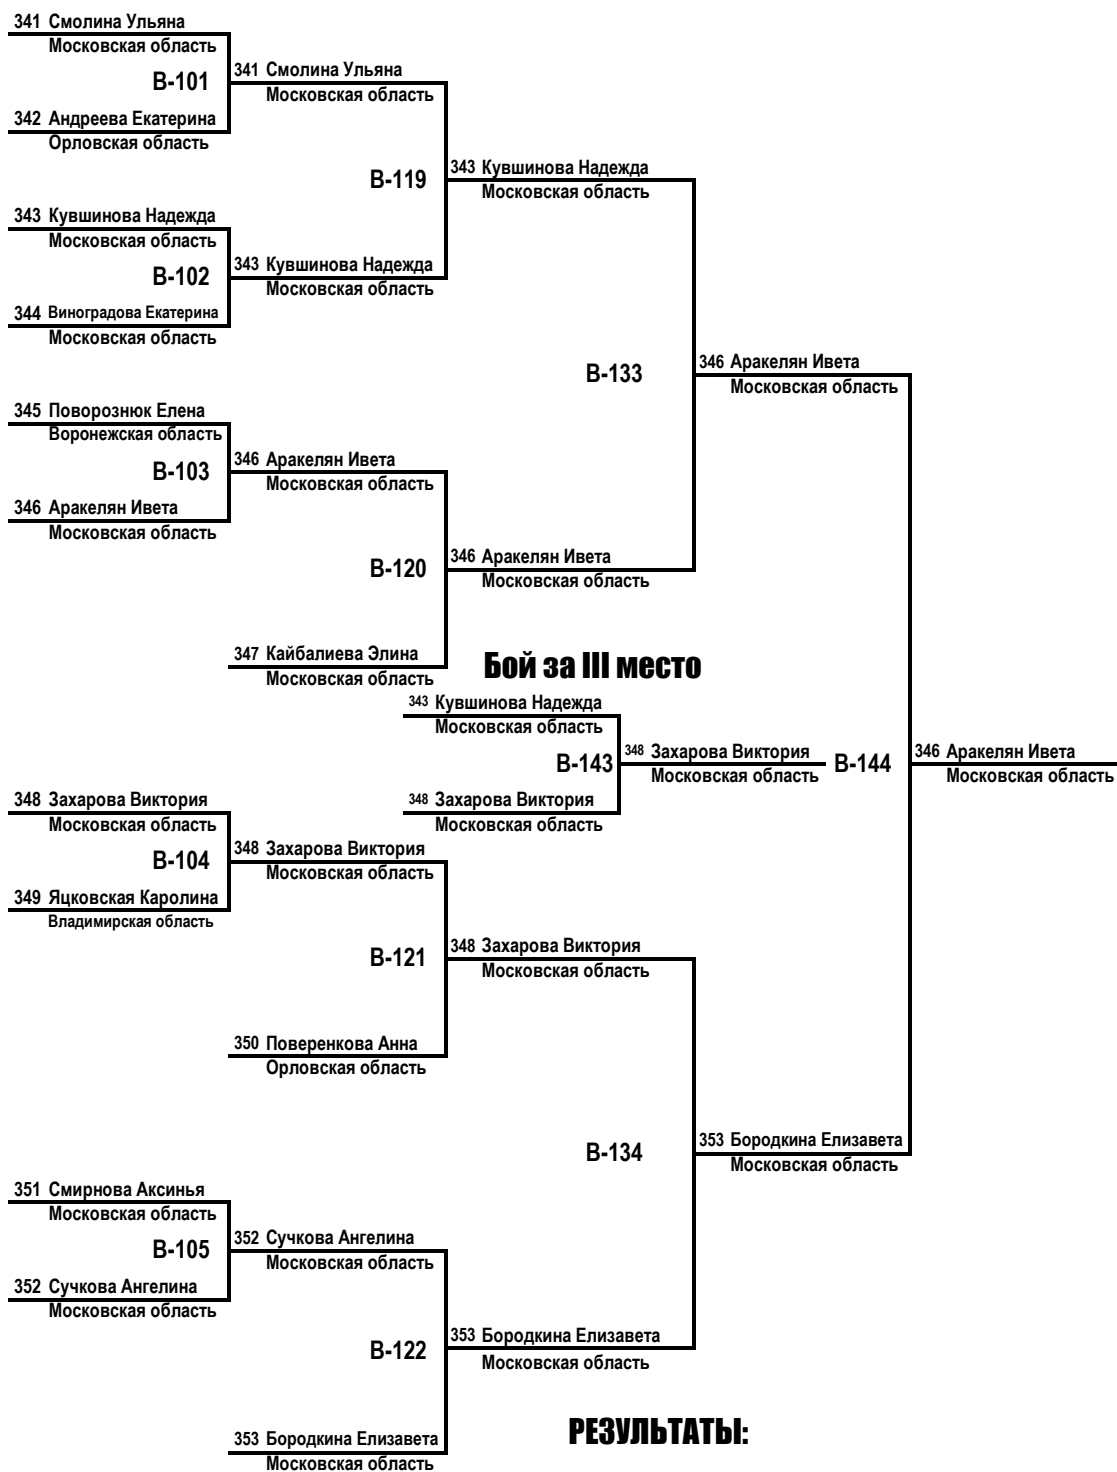 341 Смолина Ульяна
Московская область
341 Смолина Ульяна
B-101
Московская область
342 Андреева Екатерина
Орловская область
343 Кувшинова Надежда
B-119
Московская область
343 Кувшинова Надежда
Московская область
343 Кувшинова Надежда
B-102
Московская область
344 Виноградова Екатерина
Московская область
346 Аракелян Ивета
B-133
Московская область
345 Поворознюк Елена
Воронежская область
346 Аракелян Ивета
B-103
Московская область
346 Аракелян Ивета
Московская область
346 Аракелян Ивета
B-120
Московская область
347 Кайбалиева Элина
Московская область
Бой за III место
343 Кувшинова Надежда
Московская область
B-143
348 Захарова Виктория
Московская область
B-144
346 Аракелян Ивета
Московская область
348 Захарова Виктория
Московская область
348 Захарова Виктория
Московская область
348 Захарова Виктория
B-104
Московская область
349 Яцковская Каролина
Владимирская область
348 Захарова Виктория
B-121
Московская область
350 Поверенкова Анна
Орловская область
353 Бородкина Елизавета
B-134
Московская область
351 Смирнова Аксинья
Московская область
352 Сучкова Ангелина
B-105
Московская область
352 Сучкова Ангелина
Московская область
353 Бородкина Елизавета
B-122
Московская область
РЕЗУЛЬТАТЫ:
353 Бородкина Елизавета
Московская область